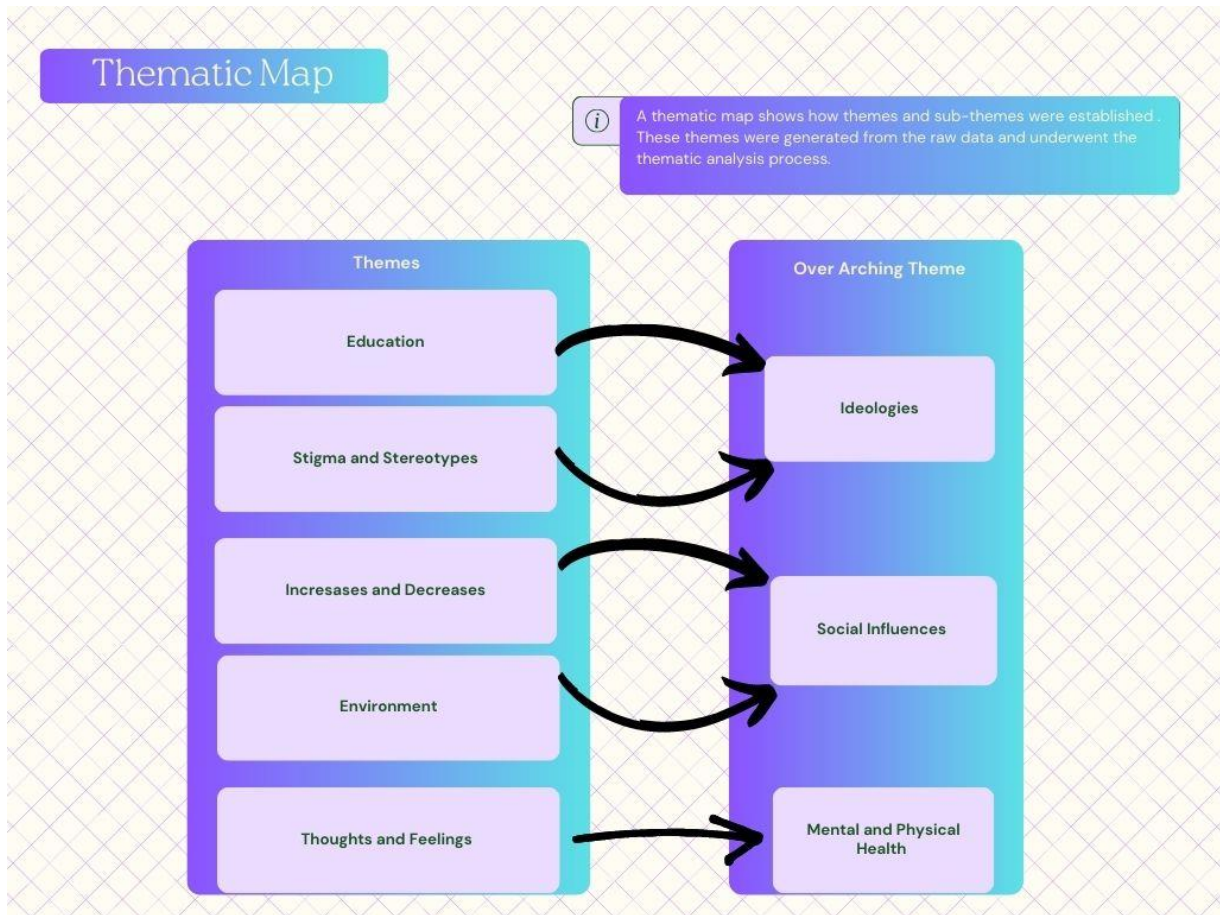 Thematic Map
i
A thematic map shows how themes and sub-themes were established .
These themes were generated from the raw data and underwent the
thematic analysis process.
Themes
Education
Stigma and Stereotypes
Incresases and Decreases
Environment
Thoughts and Feelings
Over Arching Theme
Ideologies
Social Influences
Mental and Physical
Health